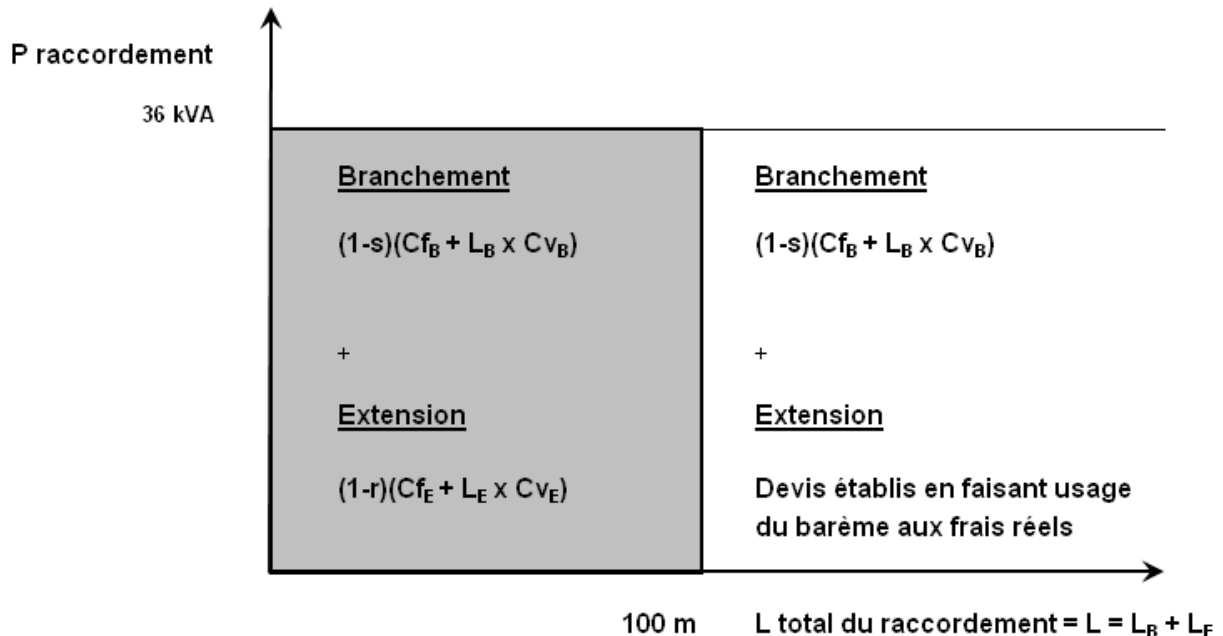 P raccordement
36 kVA
Branchement
(1-s)(Cf_B + L_B x Cv_B)
+
Extension
(1-r)(Cf_E + L_E x Cv_E)
Branchement
(1-s)(Cf_B + L_B x Cv_B)
+
Extension
Devis établis en faisant usage
du barème aux frais réels
100 m
L total du raccordement = L = L_B + L_E